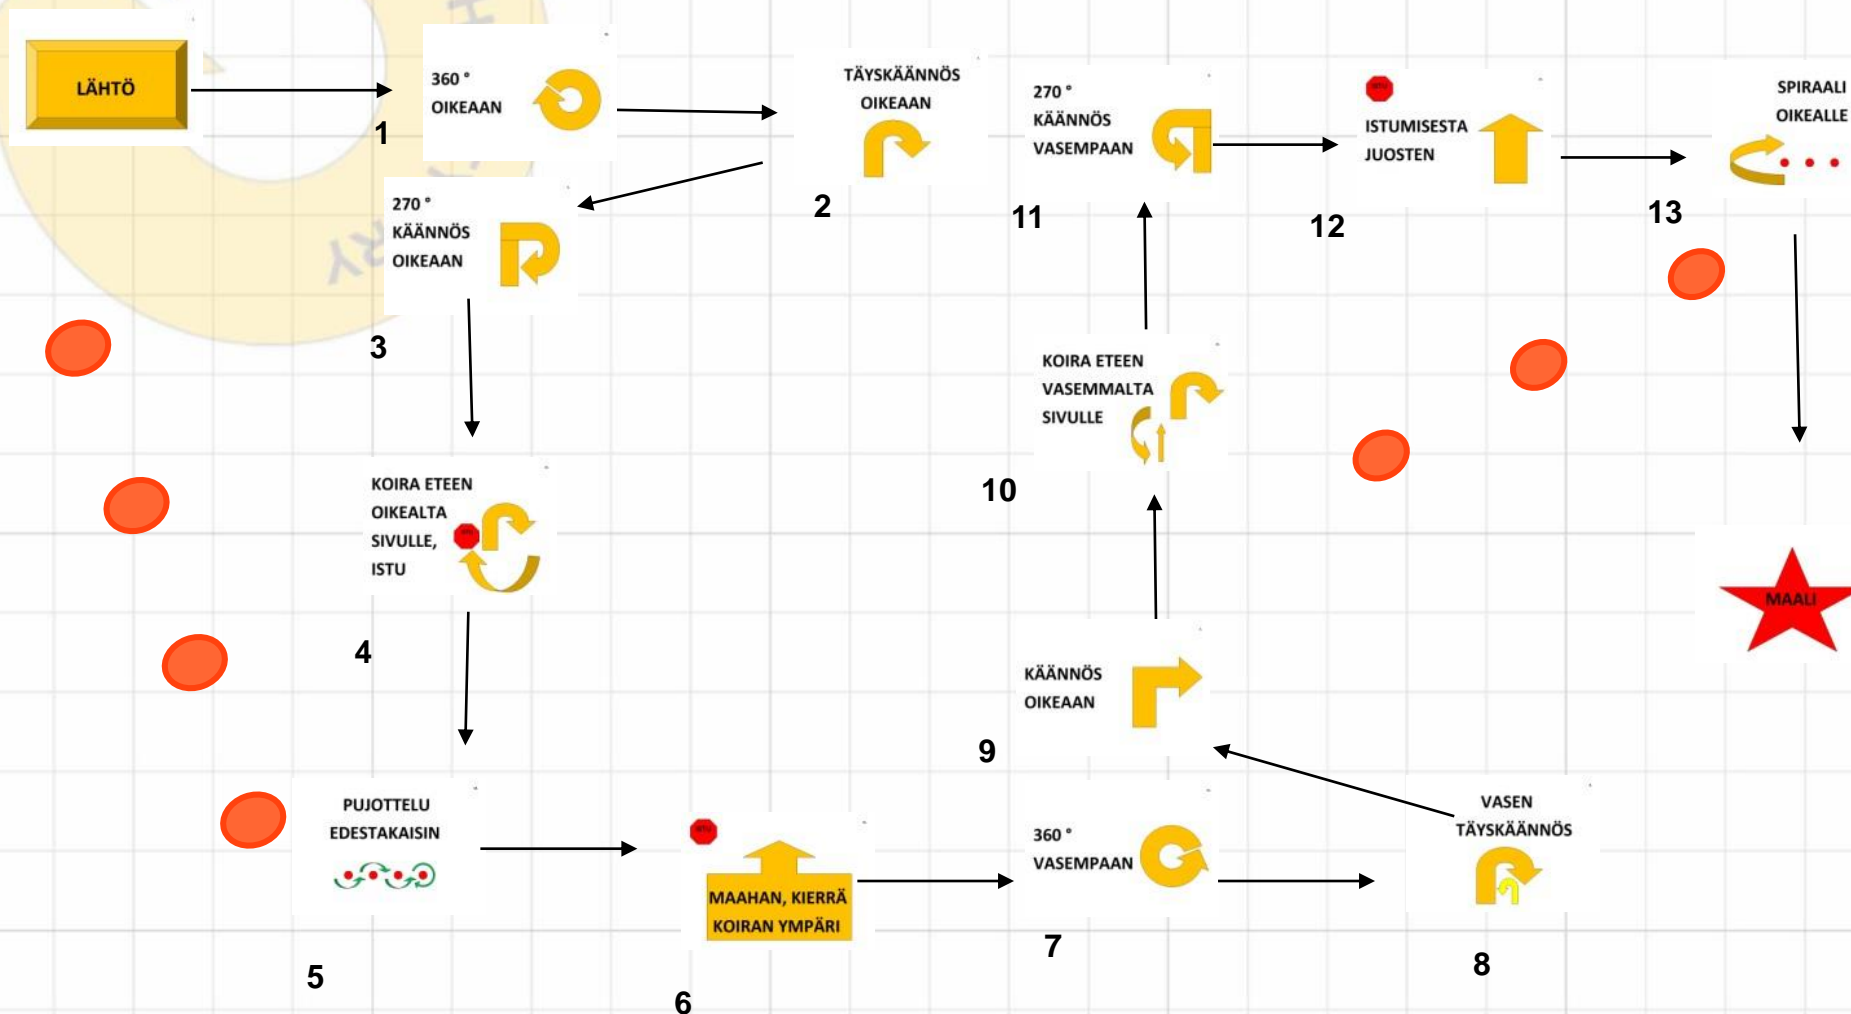 LÄHTÖ
1
360 °
OIKEAAN
TÄYSKÄÄNNÖS
OIKEAAN
2
270 °
KÄÄNNÖS
OIKEAAN
3
KOIRA ETEEN
OIKEALTA
SIVULLE,
ISTU
4
PUJOTTELU
EDESTAKAISIN
5
MAAHAN, KIERRÄ
KOIRAN YMPÄRI
6
360 °
VASEMPAAN
7
VASEN
TÄYSKÄÄNNÖS
8
KÄÄNNÖS
OIKEAAN
9
KOIRA ETEEN
VASEMMALTA
SIVULLE
10
270 °
KÄÄNNÖS
VASEMPAAN
11
ISTUMISESTA
JUOSTEN
12
SPIRAALI
OIKEALLE
13
MAALI
RY